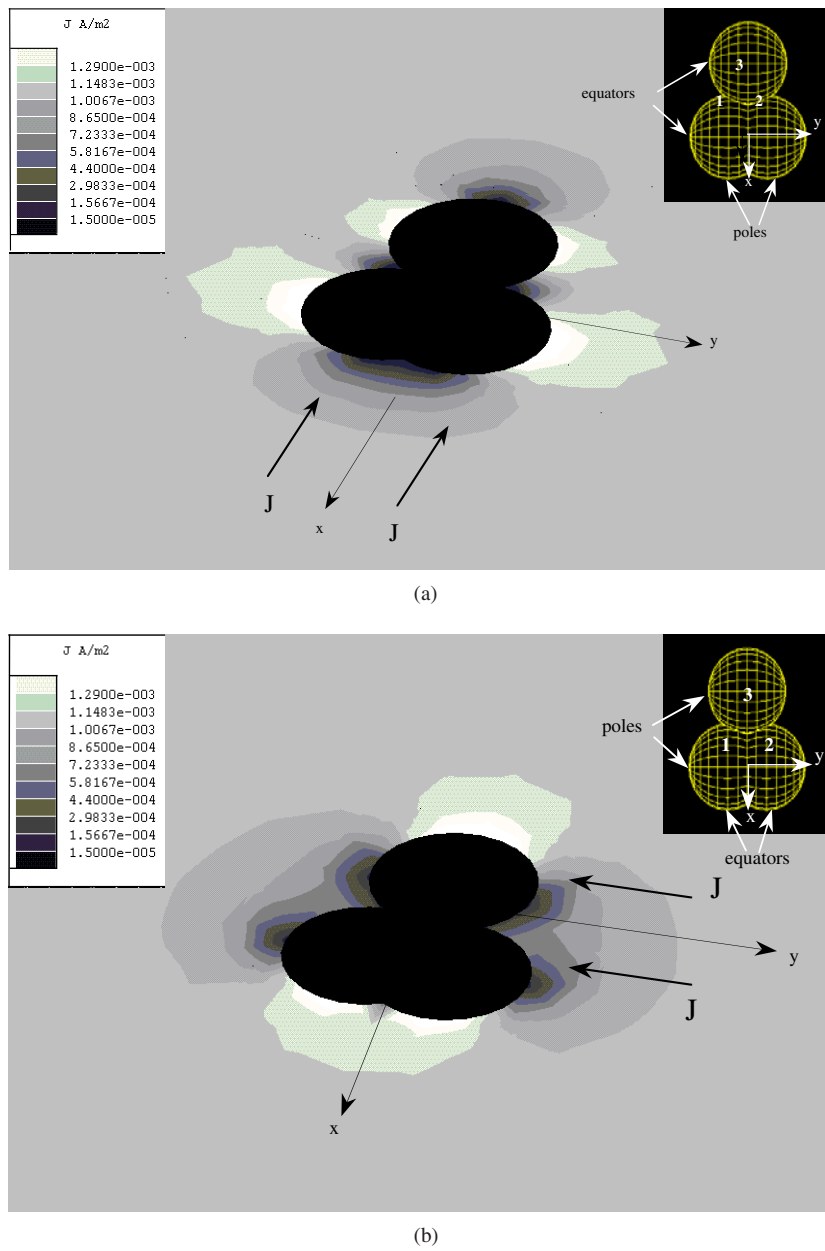 J A/m2
1.2900e-003
1.1483e-003
1.0067e-003
8.6500e-004
7.2333e-004
5.8167e-004
4.4000e-004
2.9833e-004
1.5667e-004
1.5000e-005
equators
3
1 2
y
x
poles
y
J
x
J
(a)
J A/m2
1.2900e-003
1.1483e-003
1.0067e-003
8.6500e-004
7.2333e-004
5.8167e-004
4.4000e-004
2.9833e-004
1.5667e-004
1.5000e-005
poles
3
1 2
y
x
equators
J
y
J
x
(b)